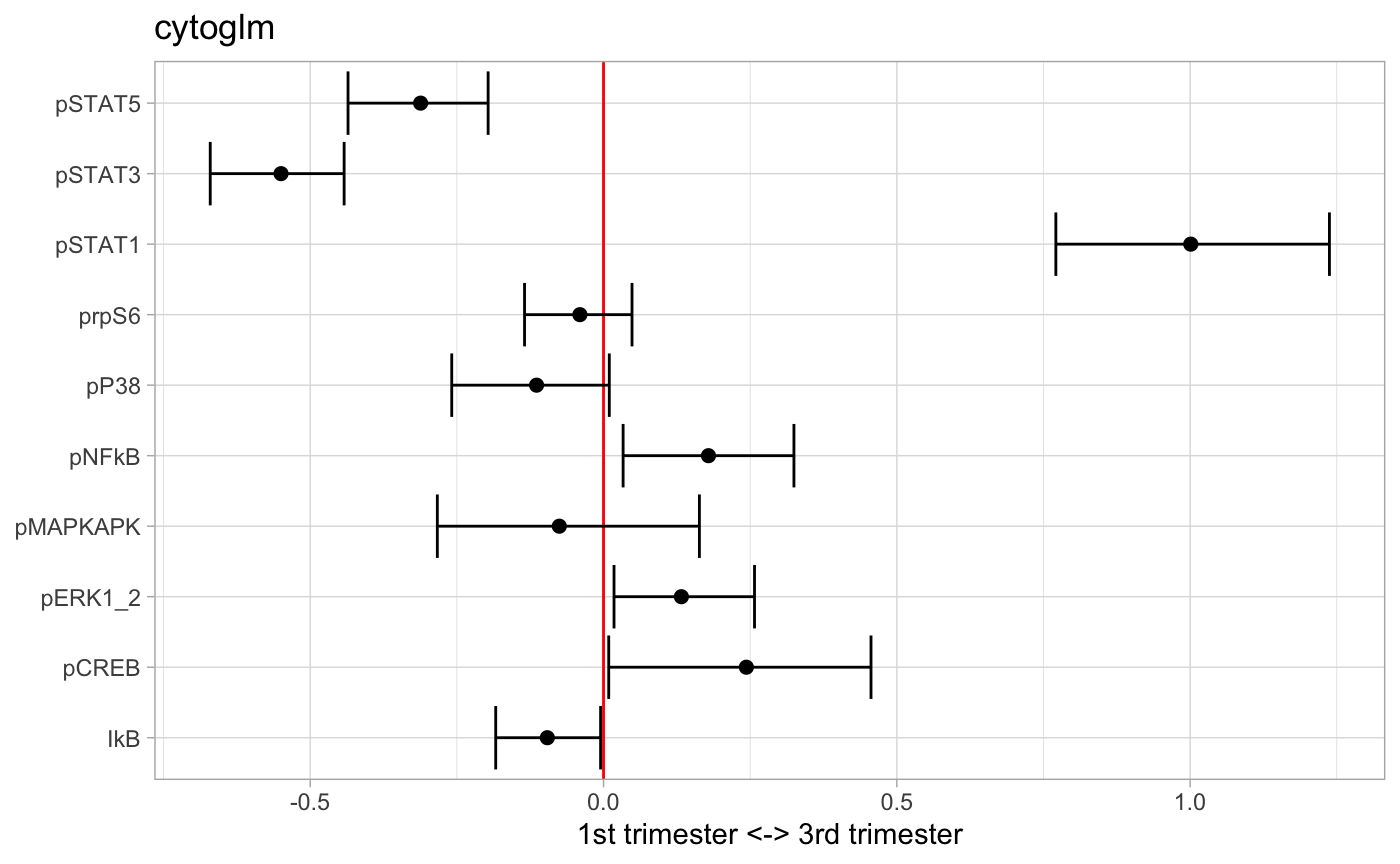 cytoglm
pSTAT5
pSTAT3
pSTAT1
prpS6
pP38
pNFkB
pMAPKAPK
pERK1_2
pCREB
IkB
-0.5 0.0 0.5 1.0
1st trimester <-> 3rd trimester